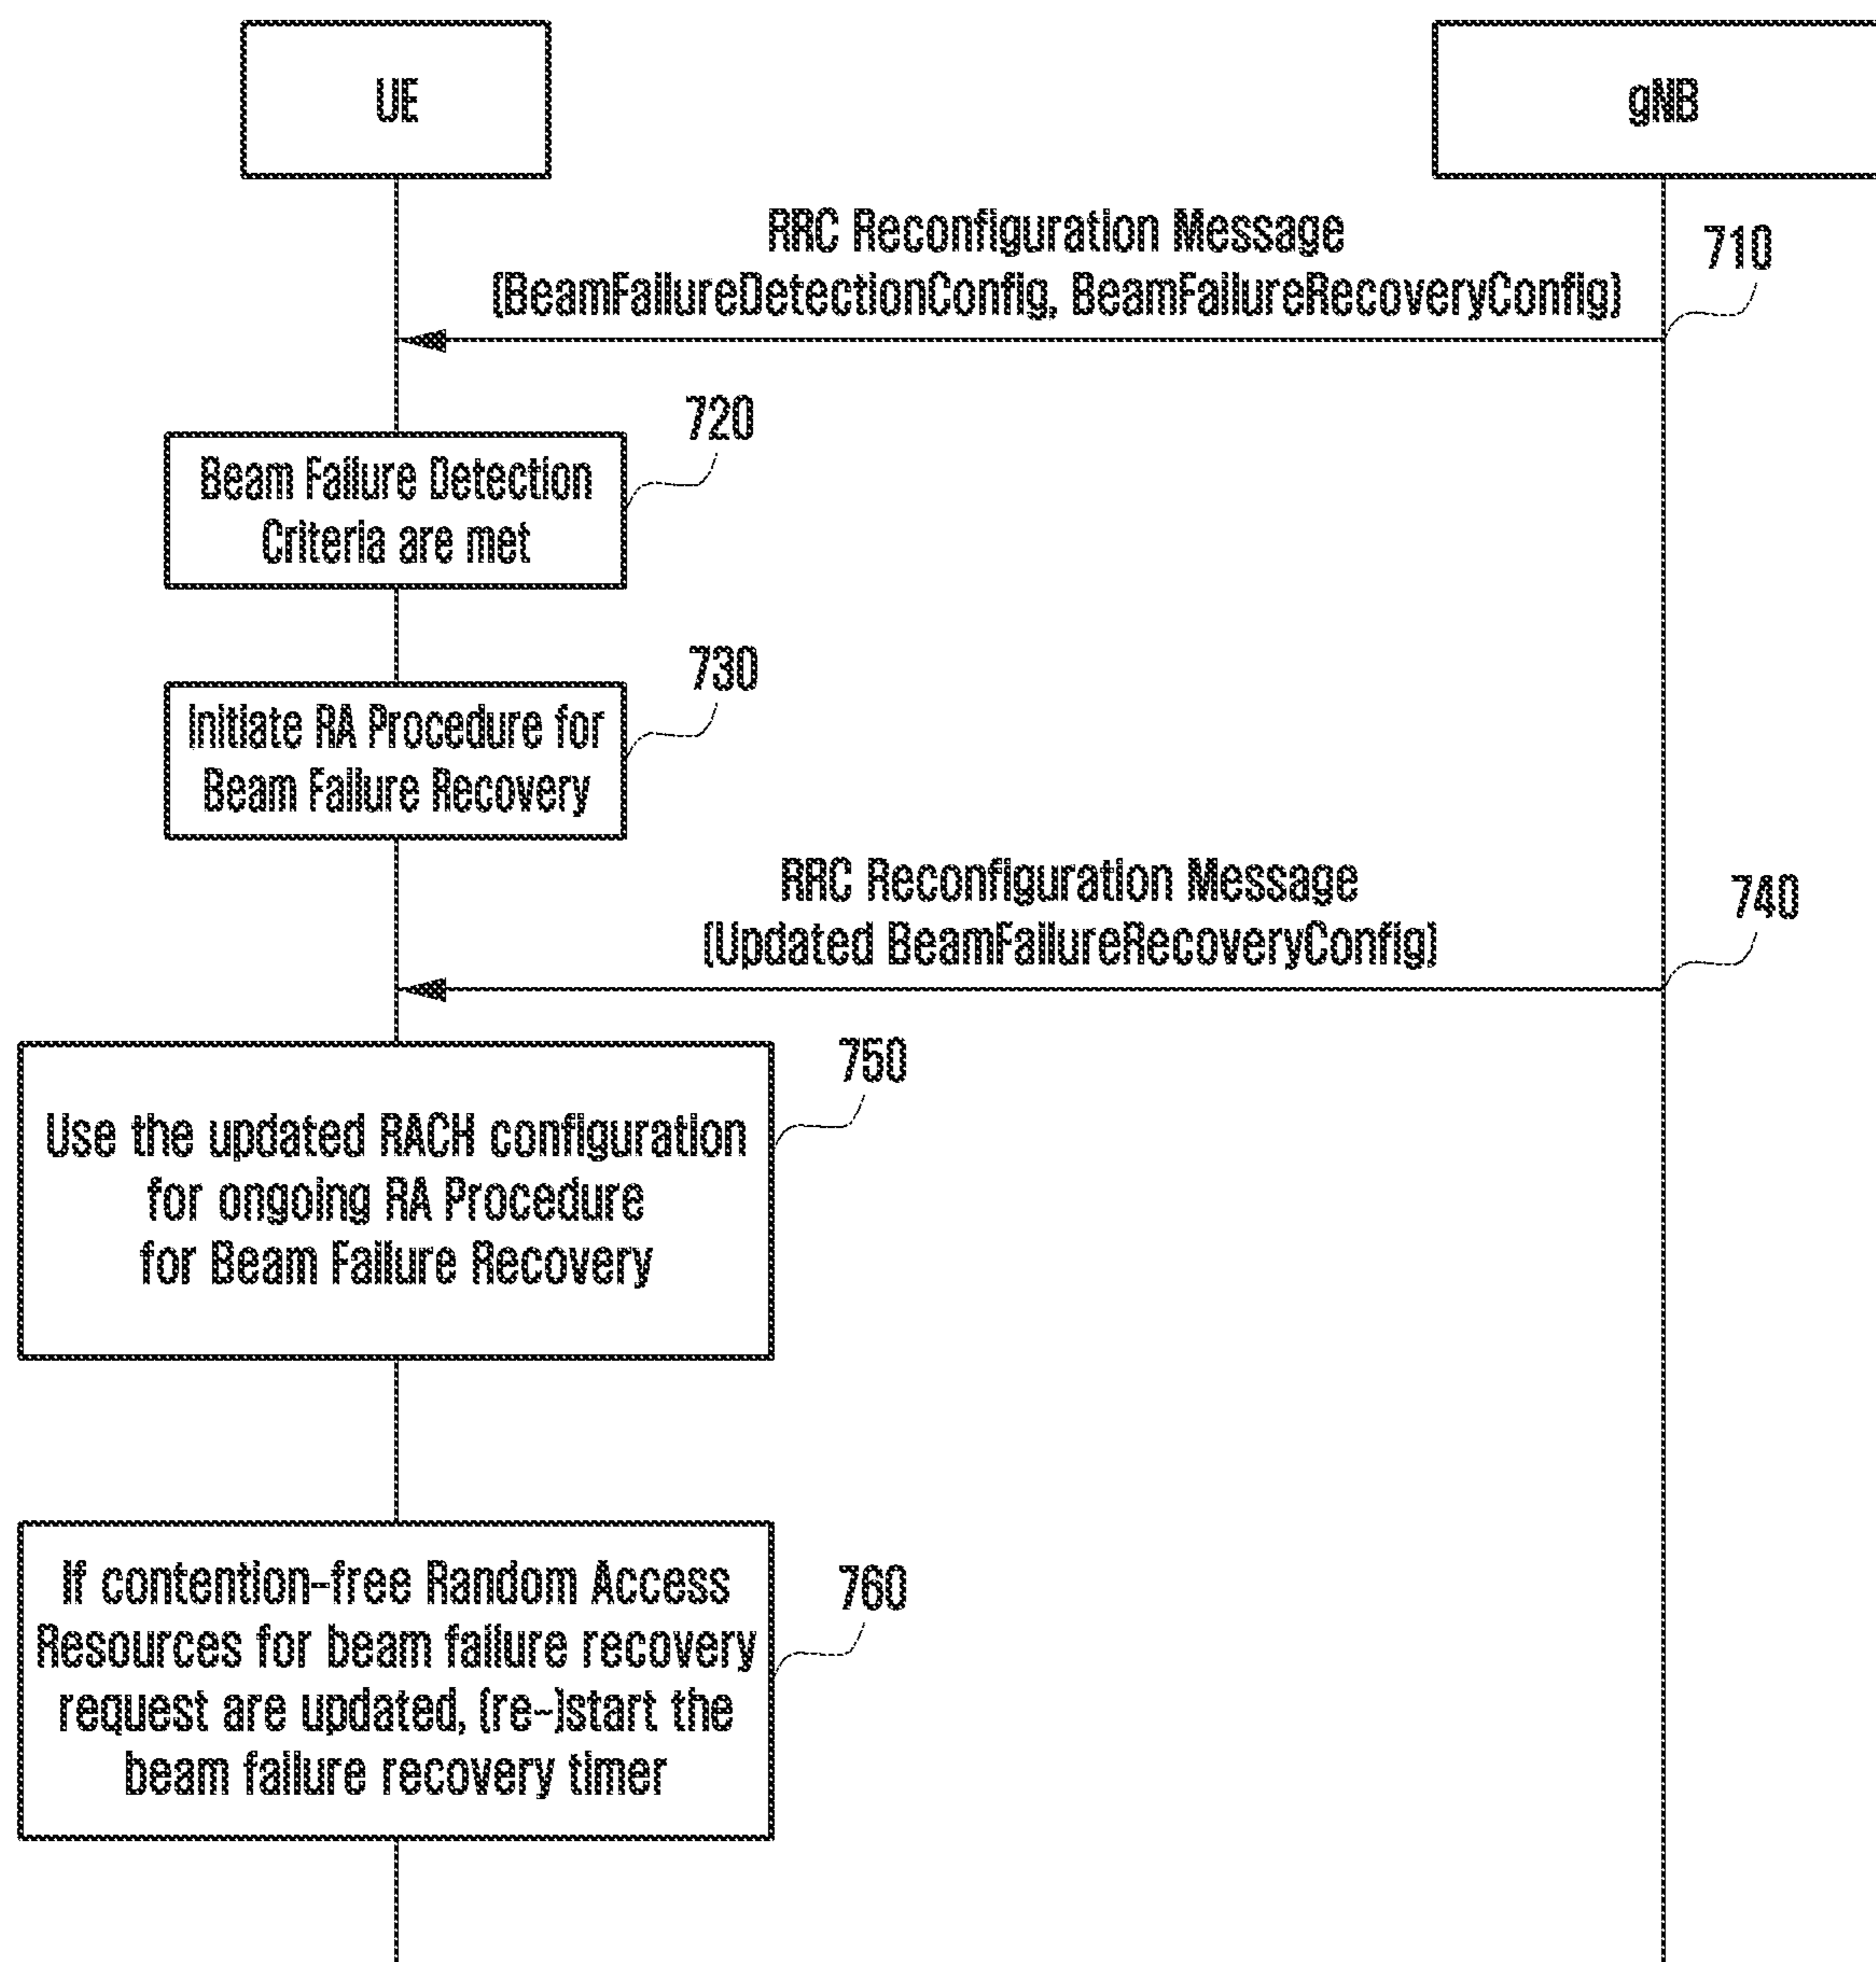 UE
gNB
RRC Reconfiguration Message
(BeamFailureDetectionConfig, BeamFailureRecoveryConfig)
710
720
Beam Failure Detection
Criteria are met
730
Initiate RA Procedure for
Beam Failure Recovery
RRC Reconfiguration Message
(Updated BeamFailureRecoveryConfig)
740
750
Use the updated RACH configuration
for ongoing RA Procedure
for Beam Failure Recovery
760
If contention-free Random Access
Resources for beam failure recovery
request are updated, (re-)start the
beam failure recovery timer